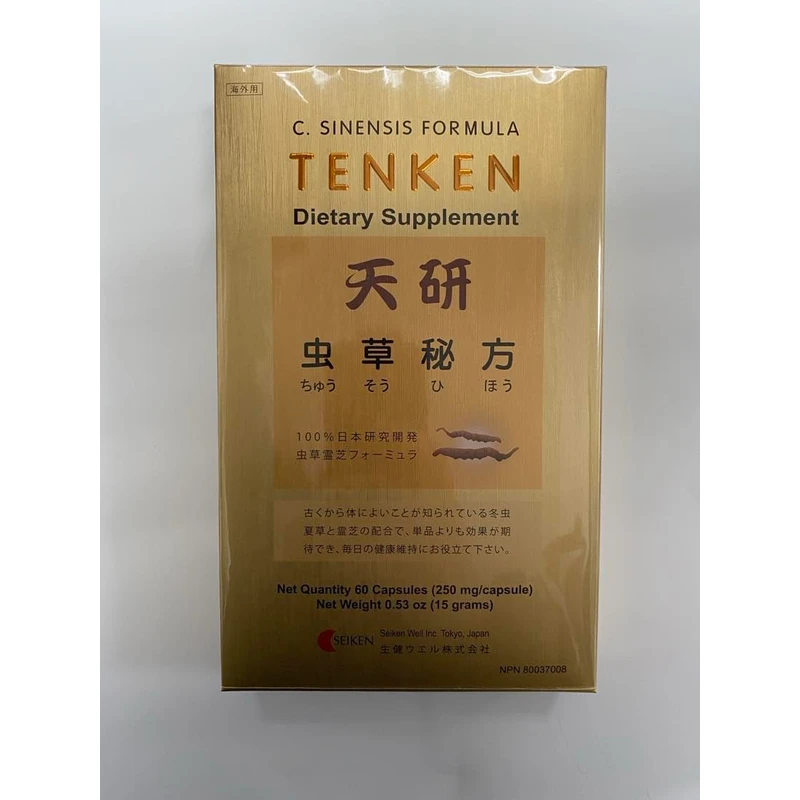 海外用
C. SINENSIS FORMULA
TENKEN
Dietary Supplement
天研
虫草秘方
ちゅう そう ひ ほう
100%日本研究開発
虫草霊芝フォーミュラ
古くから体によいことが知られている冬虫
夏草と霊芝の配合で、単品よりも効果が期
待でき、毎日の健康維持にお役立て下さい。
Net Quantity 60 Capsules (250 mg/capsule)
Net Weight 0.53 oz (15 grams)
SEIKEN
Seiken Well Inc. Tokyo, Japan
生健ウエル株式会社
NPN 80037008